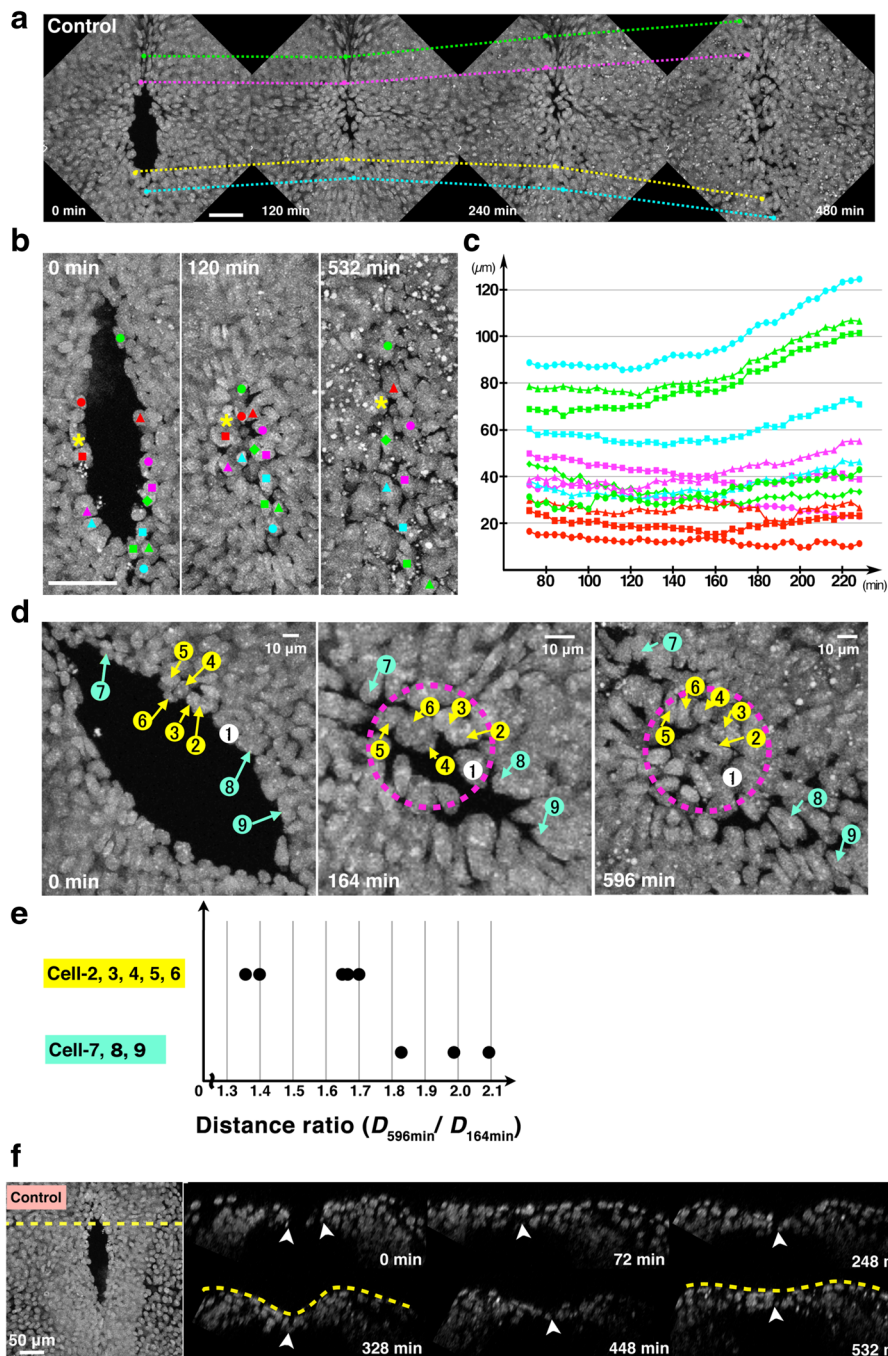 a
Control
0 min
120 min
240 min
480 min
b
0 min
120 min
532 min
c
(µm)
120
100
80
60
40
20
80
100
120
140
160
180
200
220
(min)
d
10 µm
5
4
7
6
3
2
1
8
9
0 min
10 µm
7
6
3
2
5
4
1
8
9
164 min
10 µm
7
6
4
3
5
2
1
8
9
596 min
e
Cell-2, 3, 4, 5, 6
Cell-7, 8, 9
0
1.3
1.4
1.5
1.6
1.7
1.8
1.9
2.0
2.1
Distance ratio (D596min/ D164min)
f
Control
50 µm
0 min
72 min
248 m
328 min
448 min
532 m